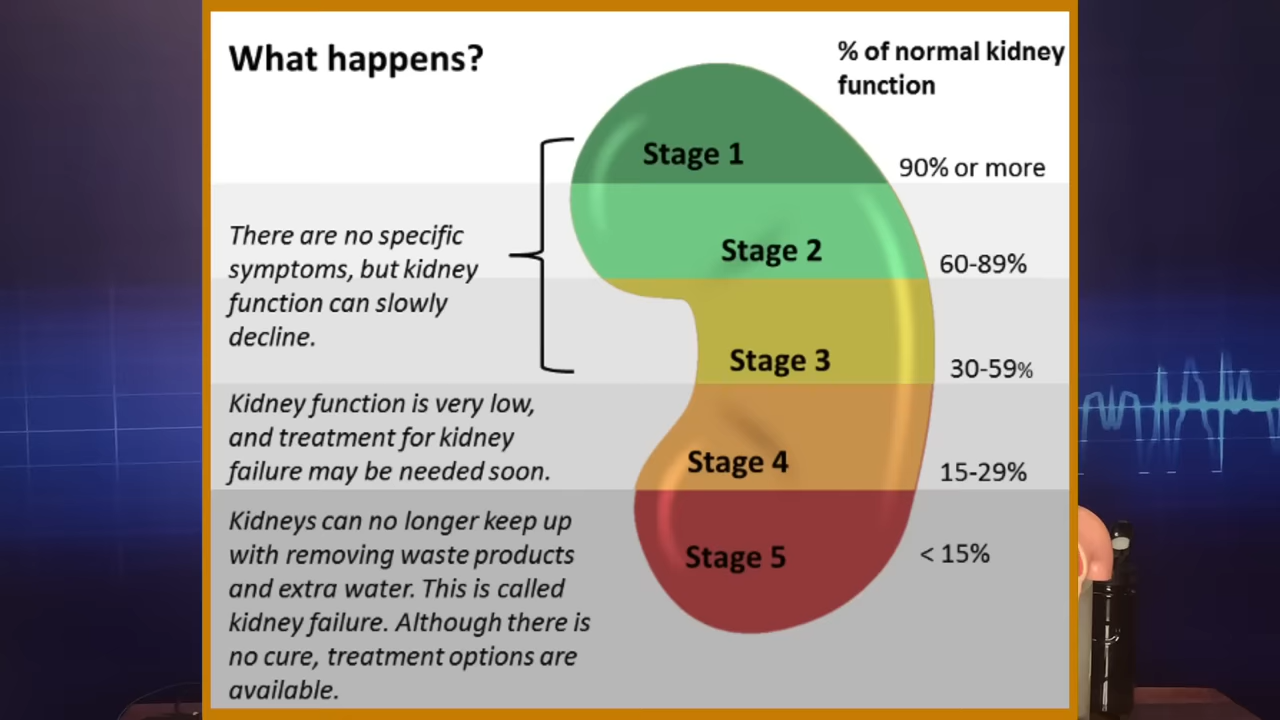 What happens?
% of normal kidney
function
Stage 1
90% or more
There are no specific
symptoms, but kidney
function can slowly
decline.
Stage 2
60-89%
Stage 3
30-59%
Kidney function is very low,
and treatment for kidney
failure may be needed soon.
Stage 4
15-29%
Kidneys can no longer keep up
with removing waste products
and extra water. This is called
kidney failure. Although there is
no cure, treatment options are
available.
Stage 5
< 15%